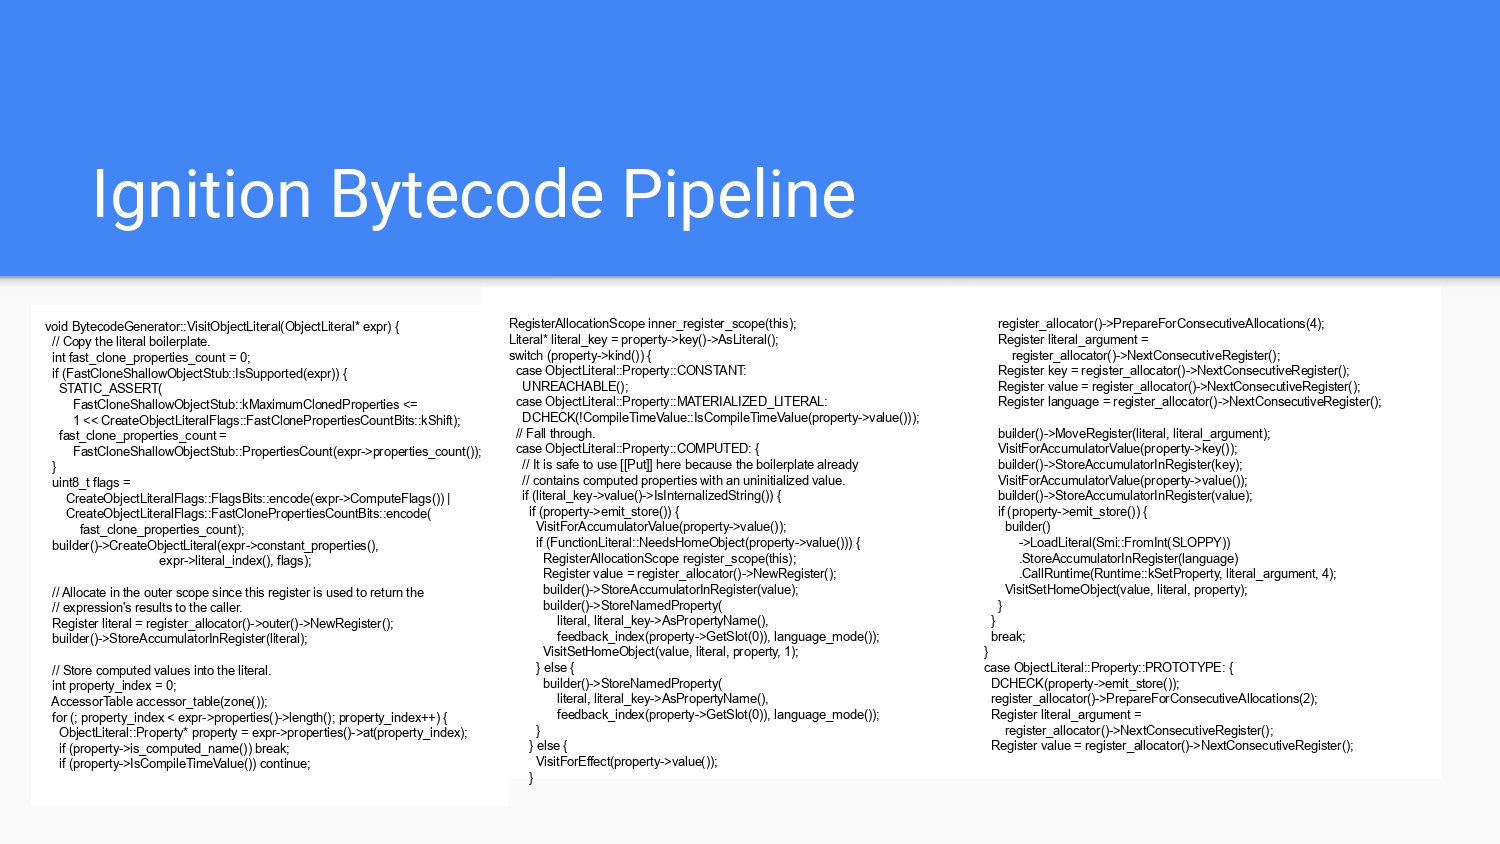 Ignition Bytecode Pipeline
void BytecodeGenerator::VisitObjectLiteral(ObjectLiteral* expr) {
// Copy the literal boilerplate.
int fast_clone_properties_count = 0;
if (FastCloneShallowObjectStub::IsSupported(expr)) {
STATIC_ASSERT(
FastCloneShallowObjectStub::kMaximumClonedProperties <=
1 << CreateObjectLiteralFlags::FastClonePropertiesCountBits::kShift);
fast_clone_properties_count =
FastCloneShallowObjectStub::PropertiesCount(expr->properties_count());
}
uint8_t flags =
CreateObjectLiteralFlags::FlagsBits::encode(expr->ComputeFlags()) |
CreateObjectLiteralFlags::FastClonePropertiesCountBits::encode(
fast_clone_properties_count);
builder()->CreateObjectLiteral(expr->constant_properties(),
expr->literal_index(), flags);
// Allocate in the outer scope since this register is used to return the
// expression's results to the caller.
Register literal = register_allocator()->outer()->NewRegister();
builder()->StoreAccumulatorInRegister(literal);
// Store computed values into the literal.
int property_index = 0;
AccessorTable accessor_table(zone());
for (; property_index < expr->properties()->length(); property_index++) {
ObjectLiteral::Property* property = expr->properties()->at(property_index);
if (property->is_computed_name()) break;
if (property->IsCompileTimeValue()) continue;
RegisterAllocationScope inner_register_scope(this);
Literal* literal_key = property->key()->AsLiteral();
switch (property->kind()) {
case ObjectLiteral::Property::CONSTANT:
UNREACHABLE();
case ObjectLiteral::Property::MATERIALIZED_LITERAL:
DCHECK(!CompileTimeValue::IsCompileTimeValue(property->value()));
// Fall through.
case ObjectLiteral::Property::COMPUTED: {
// It is safe to use [[Put]] here because the boilerplate already
// contains computed properties with an uninitialized value.
if (literal_key->value()->IsInternalizedString()) {
if (property->emit_store()) {
VisitForAccumulatorValue(property->value());
if (FunctionLiteral::NeedsHomeObject(property->value())) {
RegisterAllocationScope register_scope(this);
Register value = register_allocator()->NewRegister();
builder()->StoreAccumulatorInRegister(value);
builder()->StoreNamedProperty(
literal, literal_key->AsPropertyName(),
feedback_index(property->GetSlot(0)), language_mode());
VisitSetHomeObject(value, literal, property, 1);
} else {
builder()->StoreNamedProperty(
literal, literal_key->AsPropertyName(),
feedback_index(property->GetSlot(0)), language_mode());
}
} else {
VisitForEffect(property->value());
}
register_allocator()->PrepareForConsecutiveAllocations(4);
Register literal_argument =
register_allocator()->NextConsecutiveRegister();
Register key = register_allocator()->NextConsecutiveRegister();
Register value = register_allocator()->NextConsecutiveRegister();
Register language = register_allocator()->NextConsecutiveRegister();
builder()->MoveRegister(literal, literal_argument);
VisitForAccumulatorValue(property->key());
builder()->StoreAccumulatorInRegister(key);
VisitForAccumulatorValue(property->value());
builder()->StoreAccumulatorInRegister(value);
if (property->emit_store()) {
builder()
->LoadLiteral(Smi::FromInt(SLOPPY))
.StoreAccumulatorInRegister(language)
.CallRuntime(Runtime::kSetProperty, literal_argument, 4);
VisitSetHomeObject(value, literal, property);
}
}
break;
}
case ObjectLiteral::Property::PROTOTYPE: {
DCHECK(property->emit_store());
register_allocator()->PrepareForConsecutiveAllocations(2);
Register literal_argument =
register_allocator()->NextConsecutiveRegister();
Register value = register_allocator()->NextConsecutiveRegister();